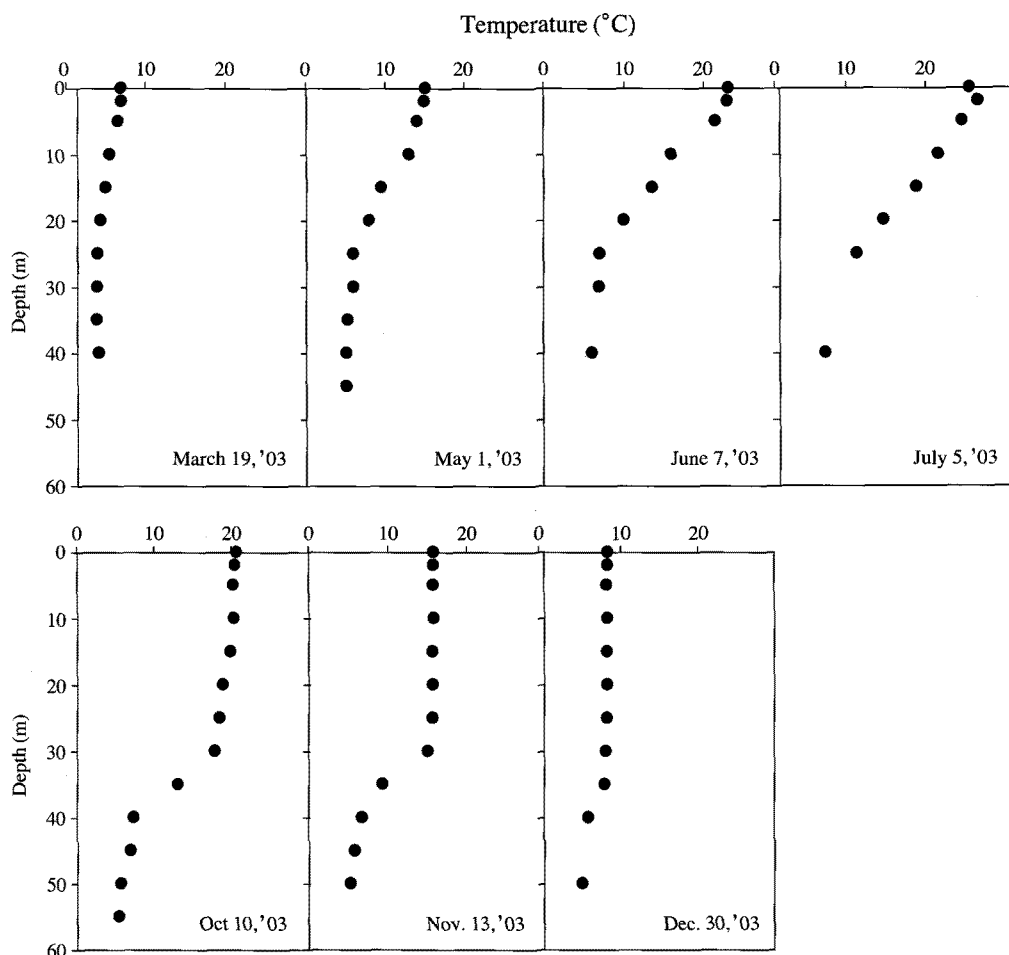 Temperature (°C)
0 10 20 0 10 20 0 10 20 0 10 20
0
10
20
30
40
50
60
Depth (m)
March 19, '03
May 1, '03
June 7, '03
July 5, '03
0 10 20 0 10 20 0 10 20
0
10
20
30
40
50
60
Depth (m)
Oct 10, '03
Nov. 13, '03
Dec. 30, '03